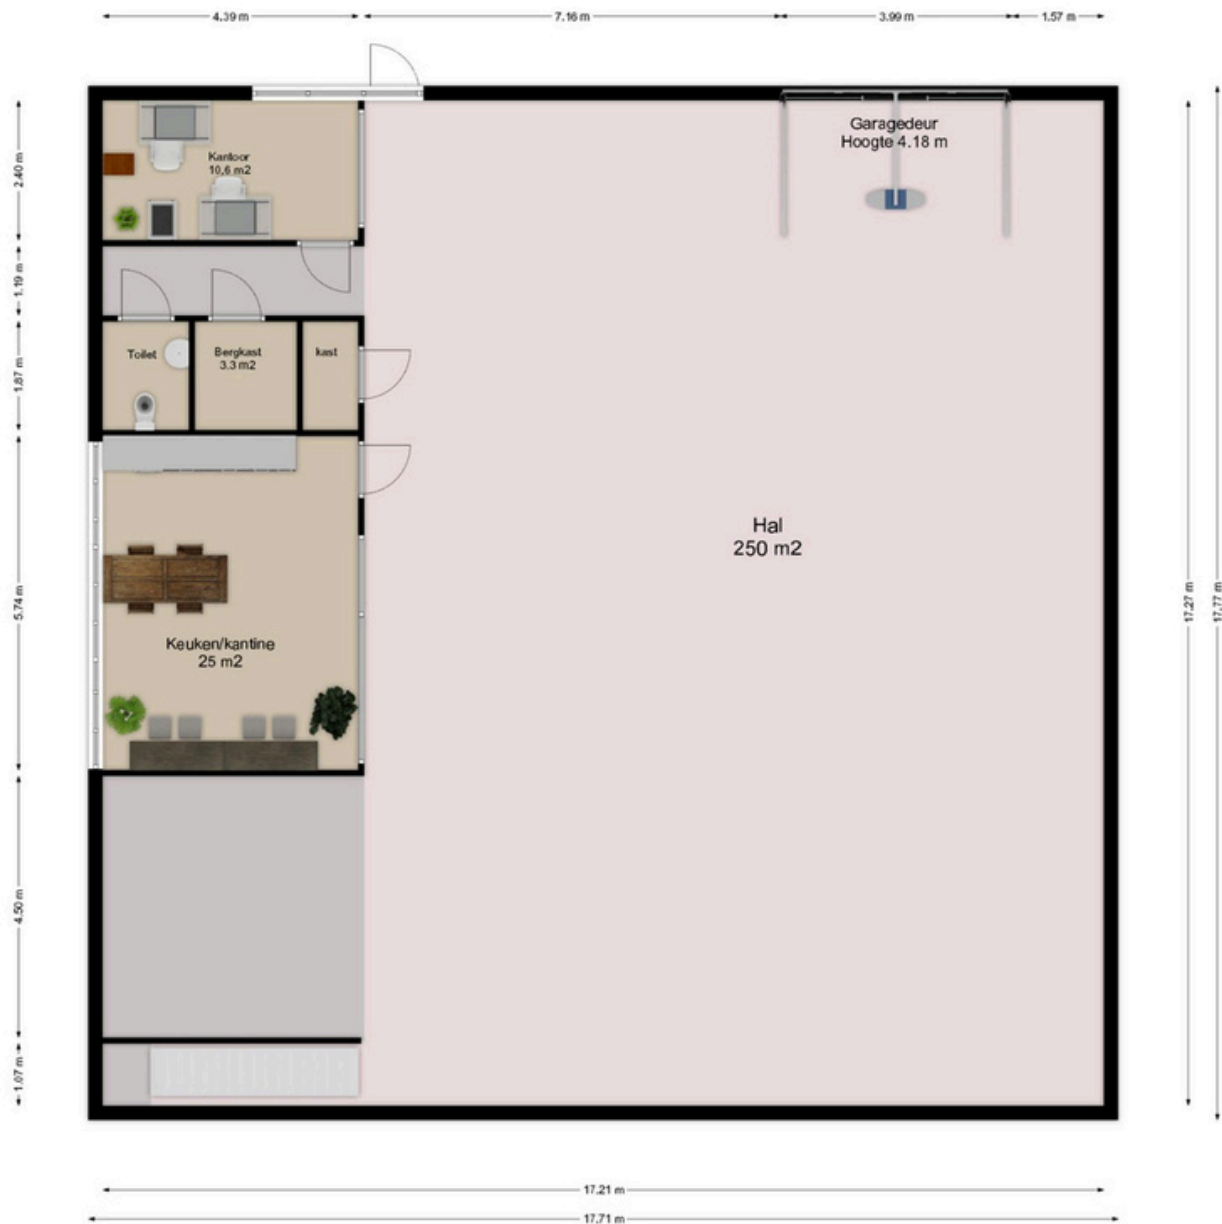 4.39 m
7.16 m
3.99 m
1.57 m
Garagedeur
Hoogte 4.18 m
Kantoor
10,6 m2
2.40 m
1.19 m
Toilet
Bergkast
3.3 m2
kast
1.87 m
Hal
250 m2
5.74 m
17.27 m
17.77 m
Keuken/kantine
25 m2
4.50 m
1.07 m
17.21 m
17.71 m